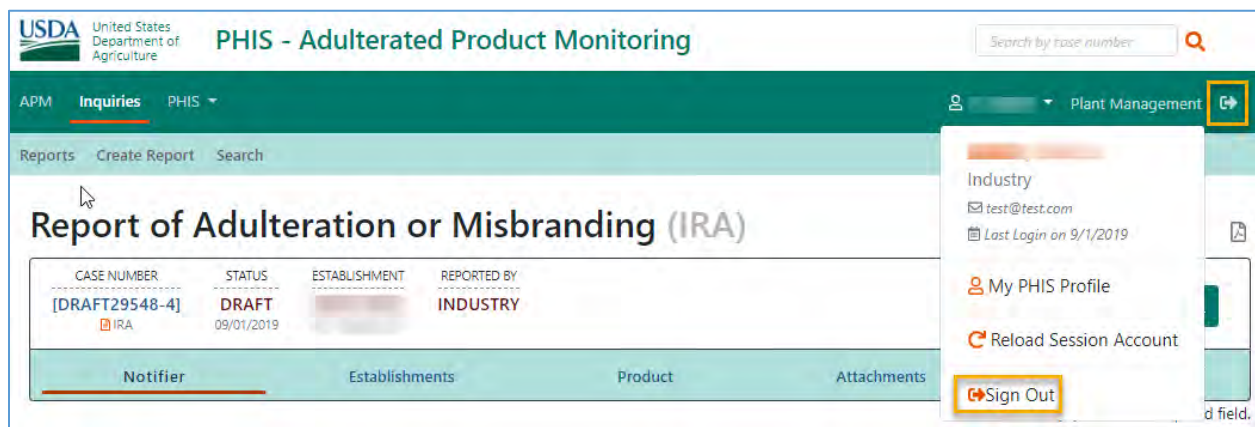 USDA United States
Department of
Agriculture
PHIS - Adulterated Product Monitoring
Search by case number
APM Inquiries PHIS
Plant Management
Reports Create Report Search
Industry
test@test.com
Last Login on 9/1/2019
My PHIS Profile
Reload Session Account
Sign Out
Report of Adulteration or Misbranding (IRA)
CASE NUMBER STATUS ESTABLISHMENT REPORTED BY
[DRAFT29548-4] DRAFT INDUSTRY
IRA 09/01/2019
Notifier Establishments Product Attachments
d field.